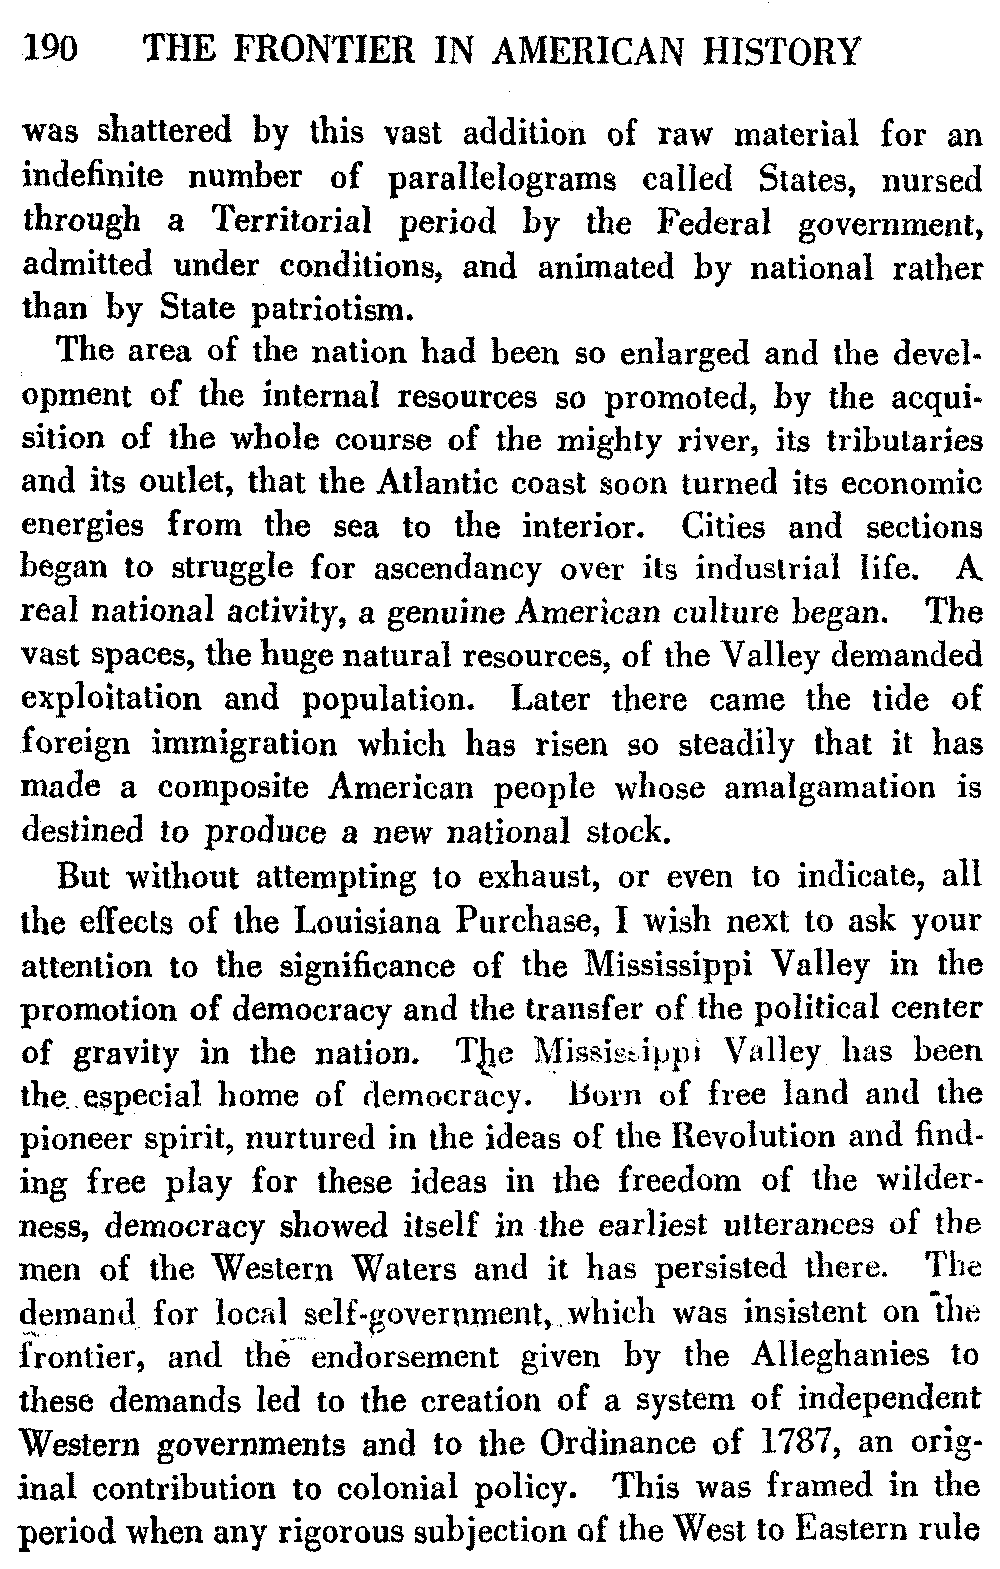 190 THE FRONTIER IN AMERICAN HISTORY
was shattered by this vast addition of raw material for an
indefinite number of parallelograms called States, nursed
through a Territorial period by the Federal government,
admitted under conditions, and animated by national rather
than by State patriotism.
The area of the nation had been so enlarged and the devel-
opment of the internal resources so promoted, by the acqui-
sition of the whole course of the mighty river, its tributaries
and its outlet, that the Atlantic coast soon turned its economic
energies from the sea to the interior. Cities and sections
began to struggle for ascendancy over its industrial life. A
real national activity, a genuine American culture began. The
vast spaces, the huge natural resources, of the Valley demanded
exploitation and population. Later there came the tide of
foreign immigration which has risen so steadily that it has
made a composite American people whose amalgamation is
destined to produce a new national stock.
But without attempting to exhaust, or even to indicate, all
the effects of the Louisiana Purchase, I wish next to ask your
attention to the significance of the Mississippi Valley in the
promotion of democracy and the transfer of the political center
of gravity in the nation. The Mississippi Valley has been
the especial home of democracy. Born of free land and the
pioneer spirit, nurtured in the ideas of the Revolution and find-
ing free play for these ideas in the freedom of the wilder-
ness, democracy showed itself in the earliest utterances of the
men of the Western Waters and it has persisted there. The
demand for local self-government, which was insistent on the
frontier, and the endorsement given by the Alleghanies to
these demands led to the creation of a system of independent
Western governments and to the Ordinance of 1787, an orig-
inal contribution to colonial policy. This was framed in the
period when any rigorous subjection of the West to Eastern rule